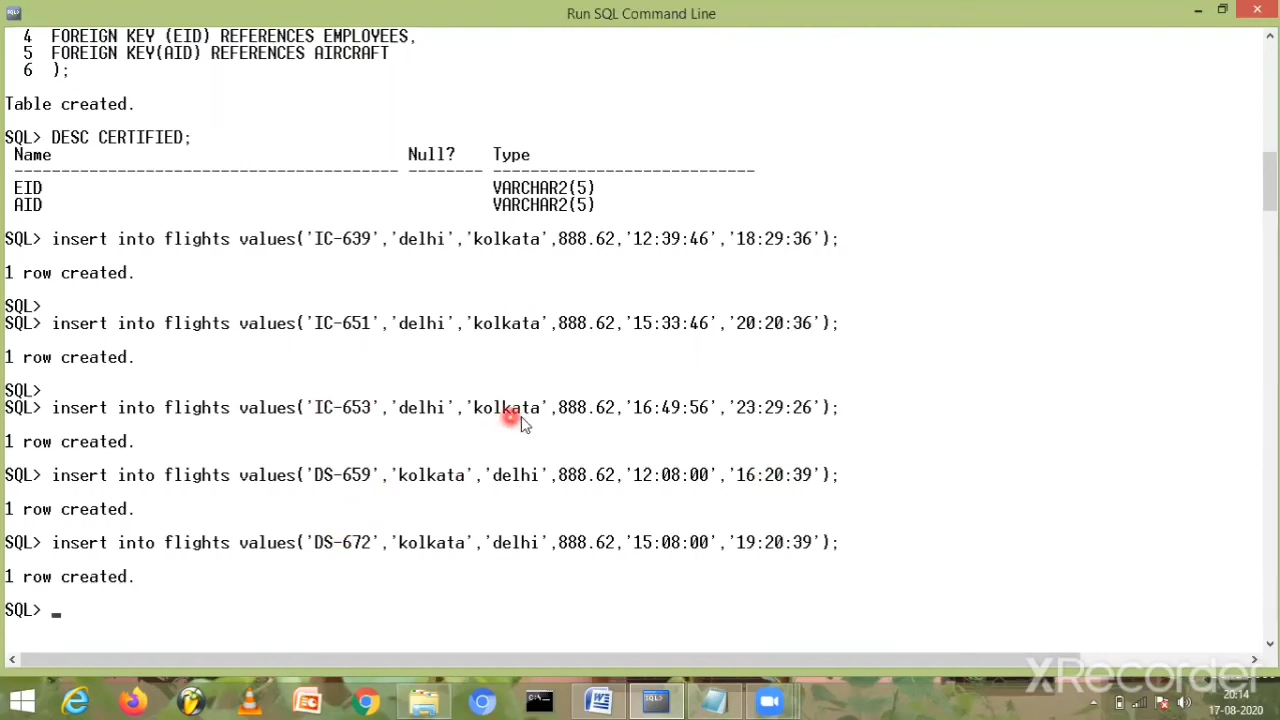 Run SQL Command Line
4 FOREIGN KEY (EID) REFERENCES EMPLOYEES,
5 FOREIGN KEY(AID) REFERENCES AIRCRAFT
6 );
Table created.
SQL> DESC CERTIFIED;
Name Null? Type
----------------------------------------- -------- ----------------------------
EID VARCHAR2(5)
AID VARCHAR2(5)
SQL> insert into flights values('IC-639','delhi','kolkata',888.62,'12:39:46','18:29:36');
1 row created.
SQL>
SQL> insert into flights values('IC-651','delhi','kolkata',888.62,'15:33:46','20:20:36');
1 row created.
SQL>
SQL> insert into flights values('IC-653','delhi','kolkata',888.62,'16:49:56','23:29:26');
1 row created.
SQL> insert into flights values('DS-659','kolkata','delhi',888.62,'12:08:00','16:20:39');
1 row created.
SQL> insert into flights values('DS-672','kolkata','delhi',888.62,'15:08:00','19:20:39');
1 row created.
SQL> _
XRecorder
20:14
17-08-2020